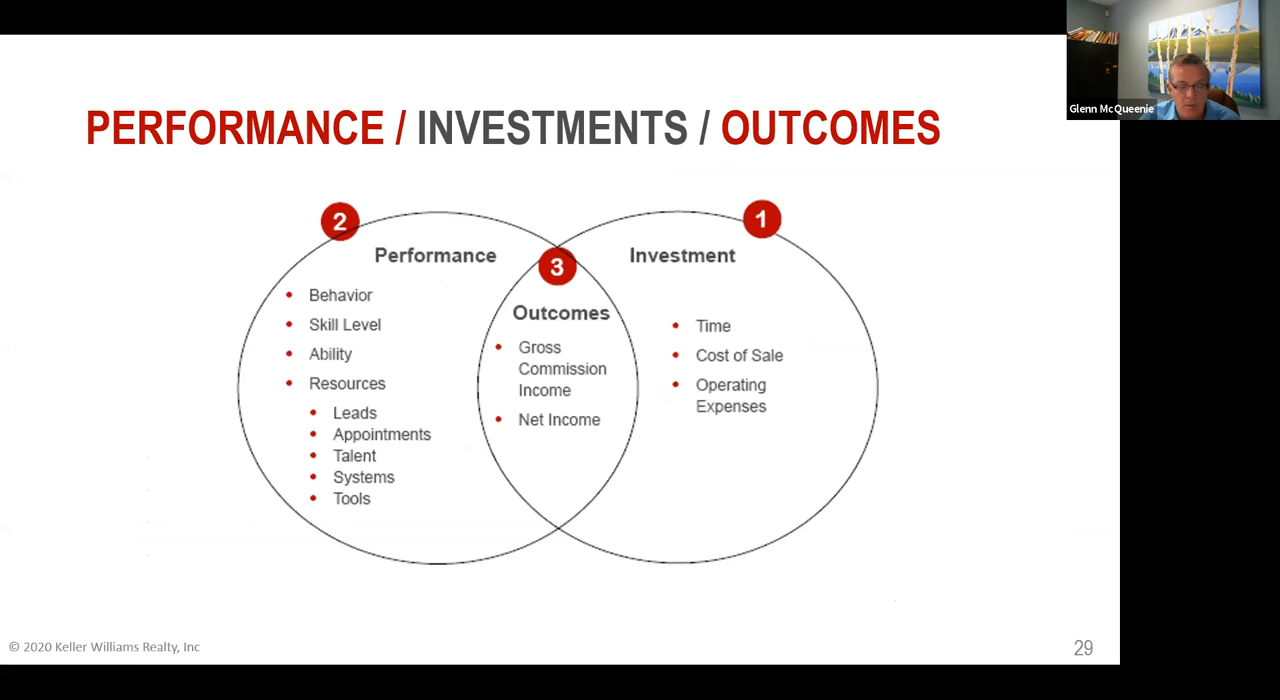 PERFORMANCE / INVESTMENTS / OUTCOMES
Glenn McQueenie
2
Performance
• Behavior
• Skill Level
• Ability
• Resources
• Leads
• Appointments
• Talent
• Systems
• Tools
3
Outcomes
• Gross
Commission
Income
• Net Income
1
Investment
• Time
• Cost of Sale
• Operating
Expenses
© 2020 Keller Williams Realty, Inc
29